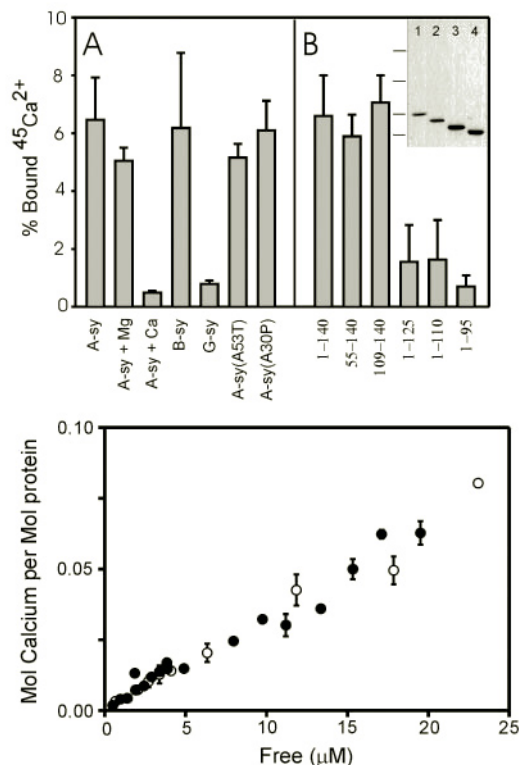 A
B
1 2 3 4
% Bound ⁴⁵Ca²⁺
10
8
6
4
2
0
A-sy
A-sy + Mg
A-sy + Ca
B-sy
G-sy
A-sy(A53T)
A-sy(A30P)
1–140
55–140
109–140
1–125
1–110
1–95
Mol Calcium per Mol protein
0.10
0.05
0.00
0 5 10 15 20 25
Free (μM)